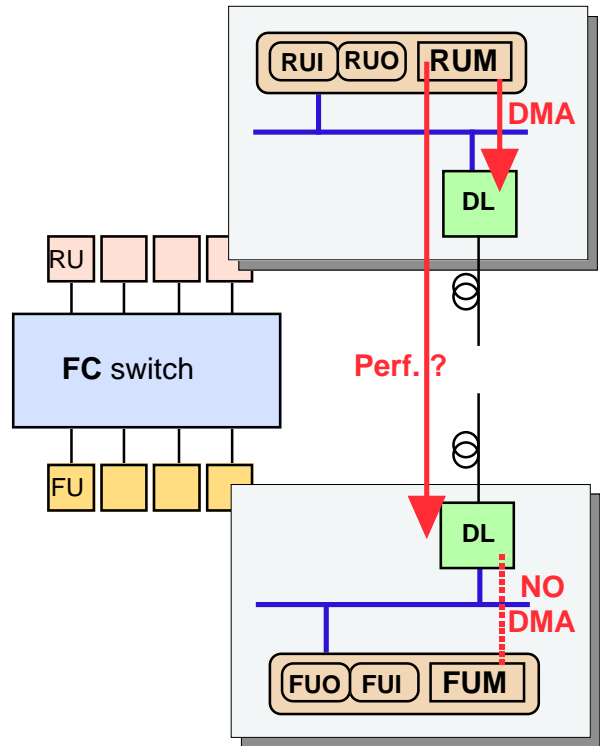 RUI RUO RUM
DMA
DL
RU
FC switch
Perf. ?
FU
DL
NO
DMA
FUO FUI FUM